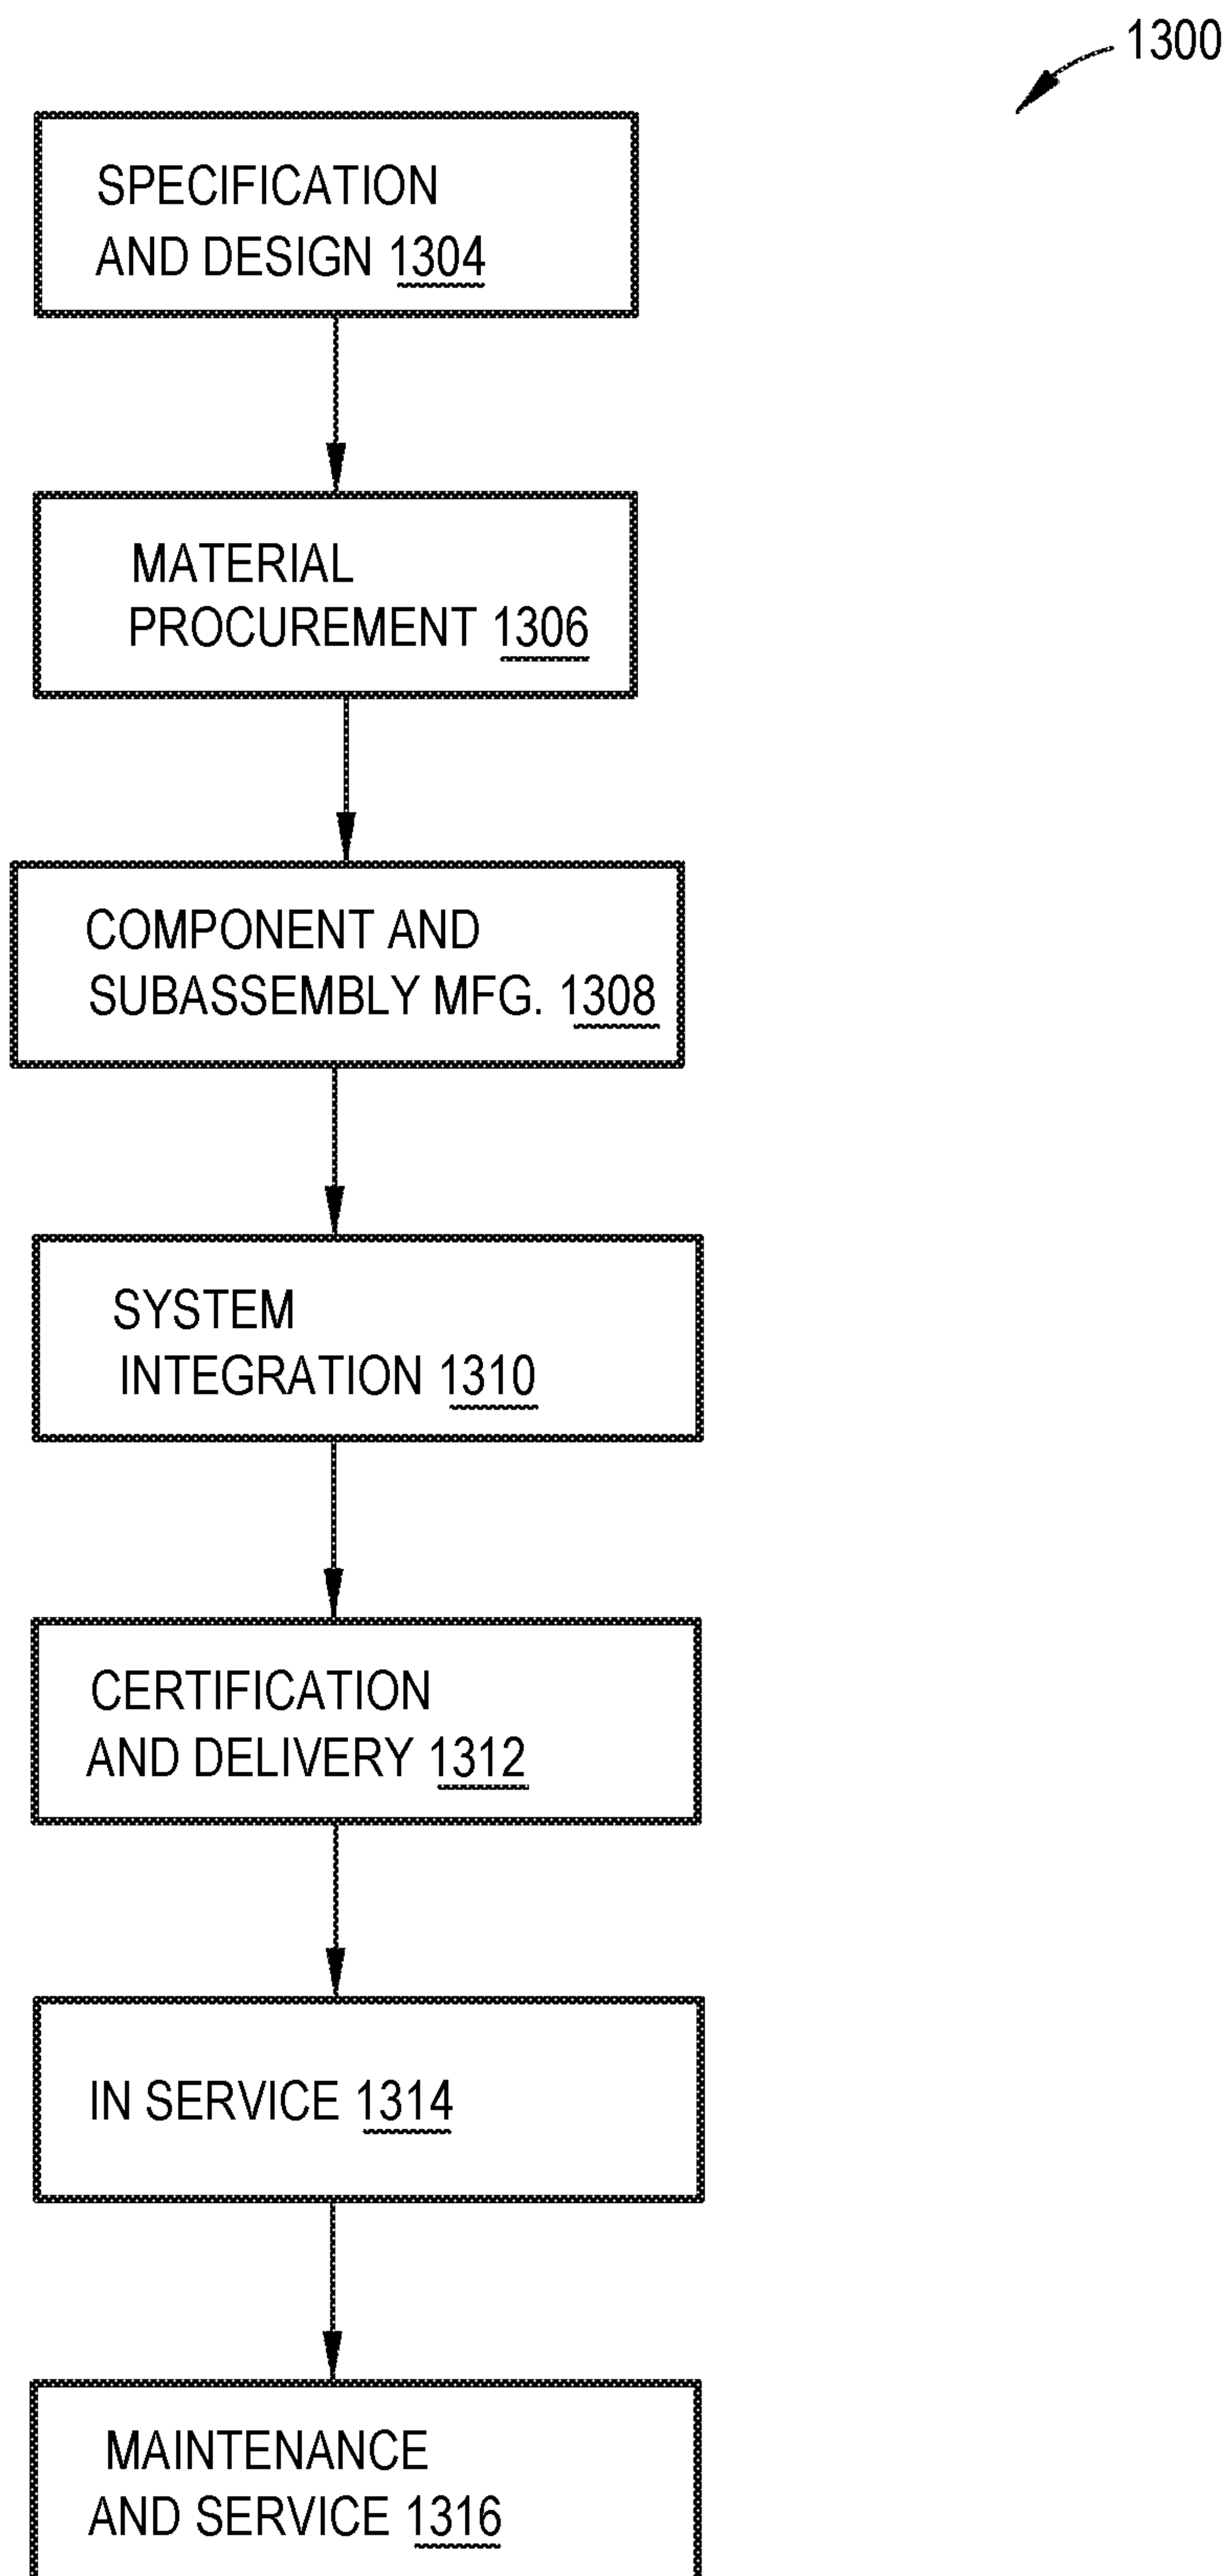 1300
SPECIFICATION
AND DESIGN 1304
MATERIAL
PROCUREMENT 1306
COMPONENT AND
SUBASSEMBLY MFG. 1308
SYSTEM
INTEGRATION 1310
CERTIFICATION
AND DELIVERY 1312
IN SERVICE 1314
MAINTENANCE
AND SERVICE 1316